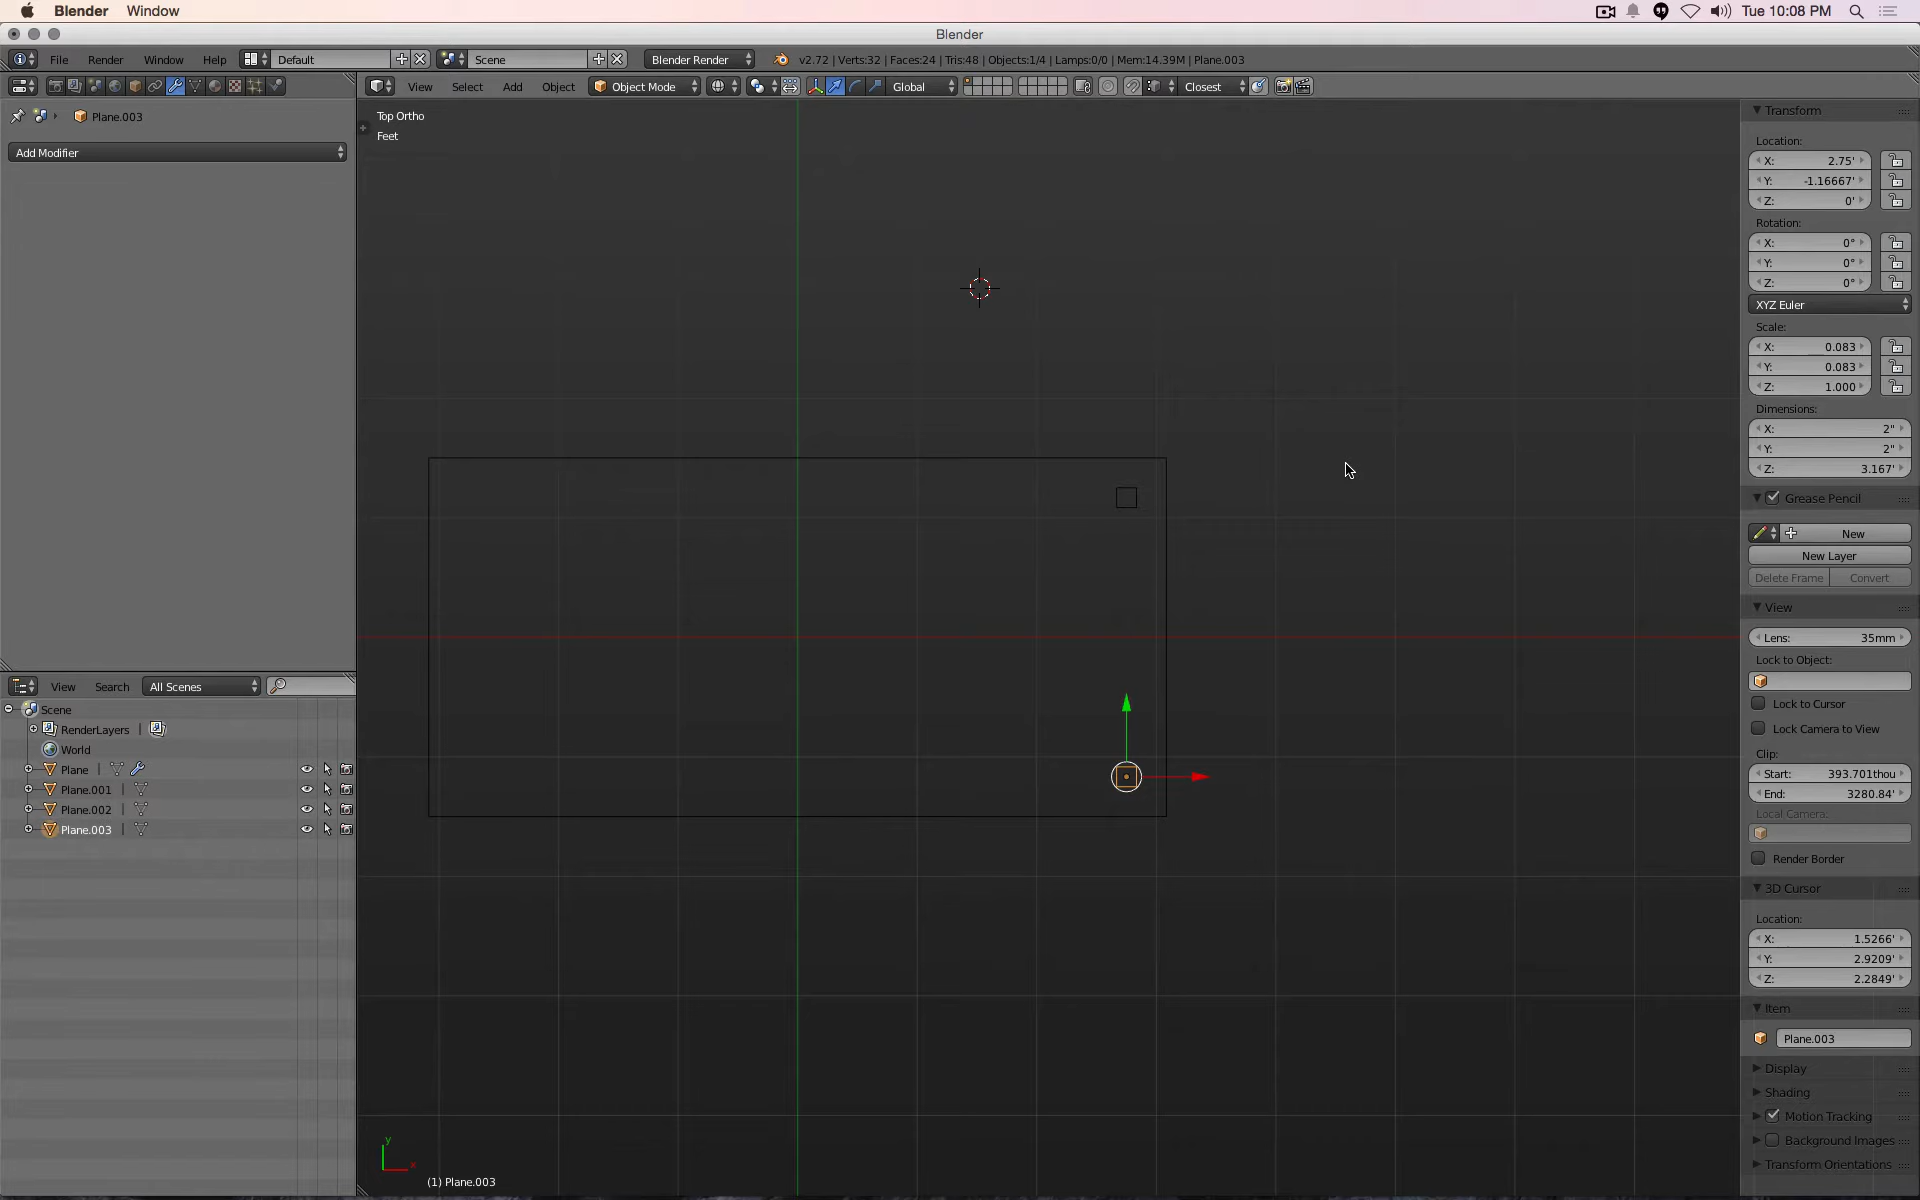 Blender Window
Tue 10:08 PM
Blender
File Render Window Help Default Scene Blender Render v2.72 | Verts:32 | Faces:24 | Tris:48 | Objects:1/4 | Lamps:0/0 | Mem:14.39M | Plane.003
View Select Add Object Object Mode Global Closest
Plane.003
Add Modifier
Top Ortho
Feet
y
x
(1) Plane.003
View Search All Scenes
Scene
RenderLayers |
World
Plane |
Plane.001 |
Plane.002 |
Plane.003 |
Transform
Location:
X: 2.75'
Y: -1.16667'
Z: 0'
Rotation:
X: 0°
Y: 0°
Z: 0°
XYZ Euler
Scale:
X: 0.083
Y: 0.083
Z: 1.000
Dimensions:
X: 2"
Y: 2"
Z: 3.167'
Grease Pencil
New
New Layer
Delete Frame Convert
View
Lens: 35mm
Lock to Object:
Lock to Cursor
Lock Camera to View
Clip:
Start: 393.701thou
End: 3280.84'
Local Camera:
Render Border
3D Cursor
Location:
X: 1.5266'
Y: 2.9209'
Z: 2.2849'
Item
Plane.003
Display
Shading
Motion Tracking
Background Images
Transform Orientations